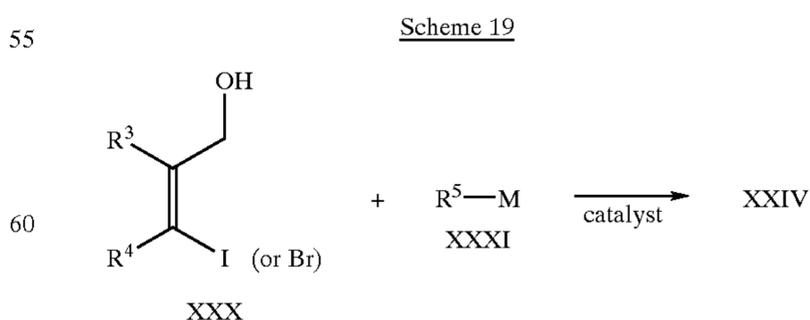 55
Scheme 19
OH
R³
+ R⁵—M catalyst XXIV
60
R⁴ I (or Br)
XXXI
XXX